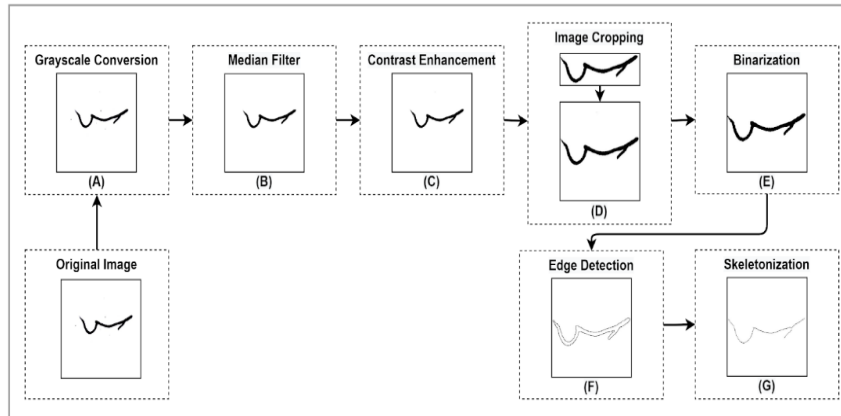 Image Cropping
Grayscale Conversion
Median Filter
Contrast Enhancement
Binarization
(A)
(B)
(C)
(D)
(E)
Original Image
Edge Detection
Skeletonization
(F)
(G)